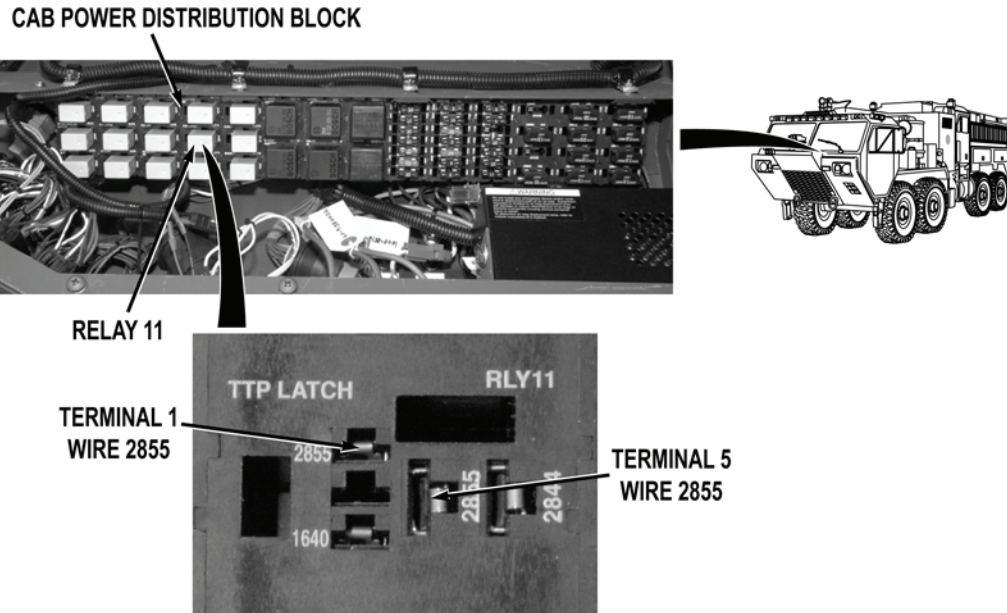 CAB POWER DISTRIBUTION BLOCK
RELAY 11
TTP LATCH
RLY11
TERMINAL 1
WIRE 2855
2855
1640
2855
2844
TERMINAL 5
WIRE 2855